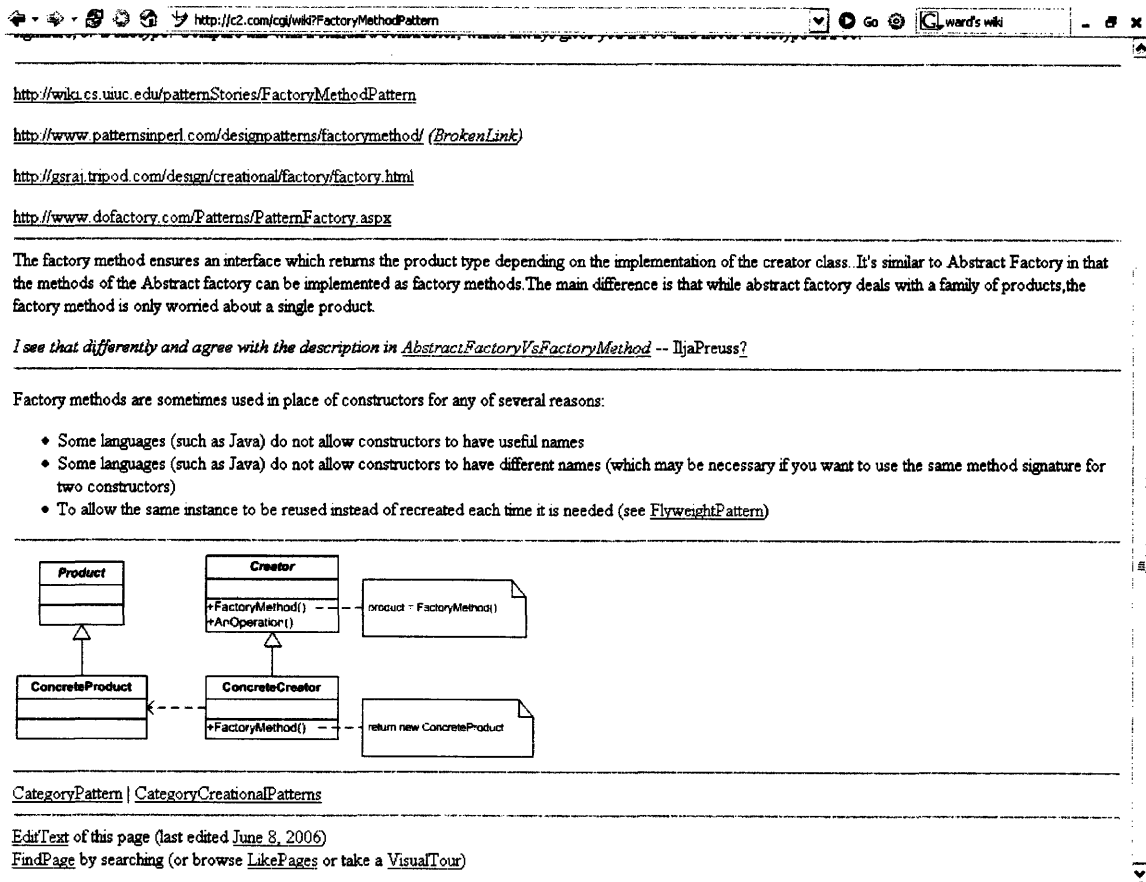 http://c2.com/cgi/wiki?FactoryMethodPattern Go ward's wiki
http://wiki.cs.uiuc.edu/patternStories/FactoryMethodPattern
http://www.patternsinperl.com/designpatterns/factorymethod/ (BrokenLink)
http://gsraj.tripod.com/design/creational/factory/factory.html
http://www.dofactory.com/Patterns/PatternFactory.aspx
The factory method ensures an interface which returns the product type depending on the implementation of the creator class..It's similar to Abstract Factory in that
the methods of the Abstract factory can be implemented as factory methods.The main difference is that while abstract factory deals with a family of products,the
factory method is only worried about a single product.
I see that differently and agree with the description in AbstractFactoryVsFactoryMethod -- IljaPreuss?
Factory methods are sometimes used in place of constructors for any of several reasons:
• Some languages (such as Java) do not allow constructors to have useful names
• Some languages (such as Java) do not allow constructors to have different names (which may be necessary if you want to use the same method signature for
two constructors)
• To allow the same instance to be reused instead of recreated each time it is needed (see FlyweightPattern)
Product
Creator
+FactoryMethod()
+AnOperation()
product = FactoryMethod()
ConcreteProduct
ConcreteCreator
+FactoryMethod()
return new ConcreteProduct
CategoryPattern | CategoryCreationalPatterns
EditText of this page (last edited June 8, 2006)
FindPage by searching (or browse LikePages or take a VisualTour)